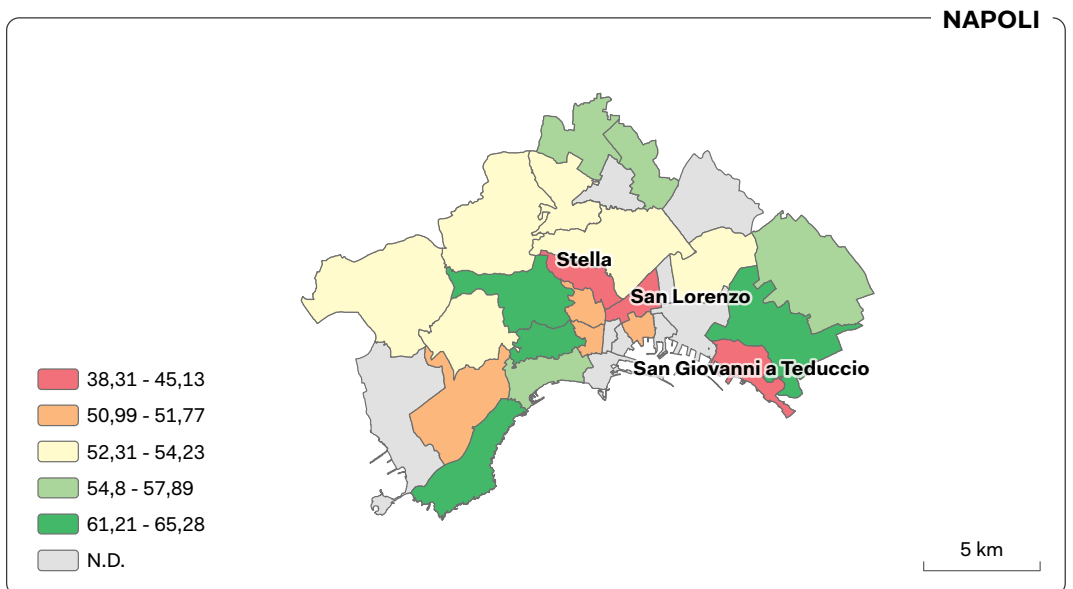 NAPOLI
Stella
San Lorenzo
San Giovanni a Teduccio
38,31 - 45,13
50,99 - 51,77
52,31 - 54,23
54,8 - 57,89
61,21 - 65,28
N.D.
5 km